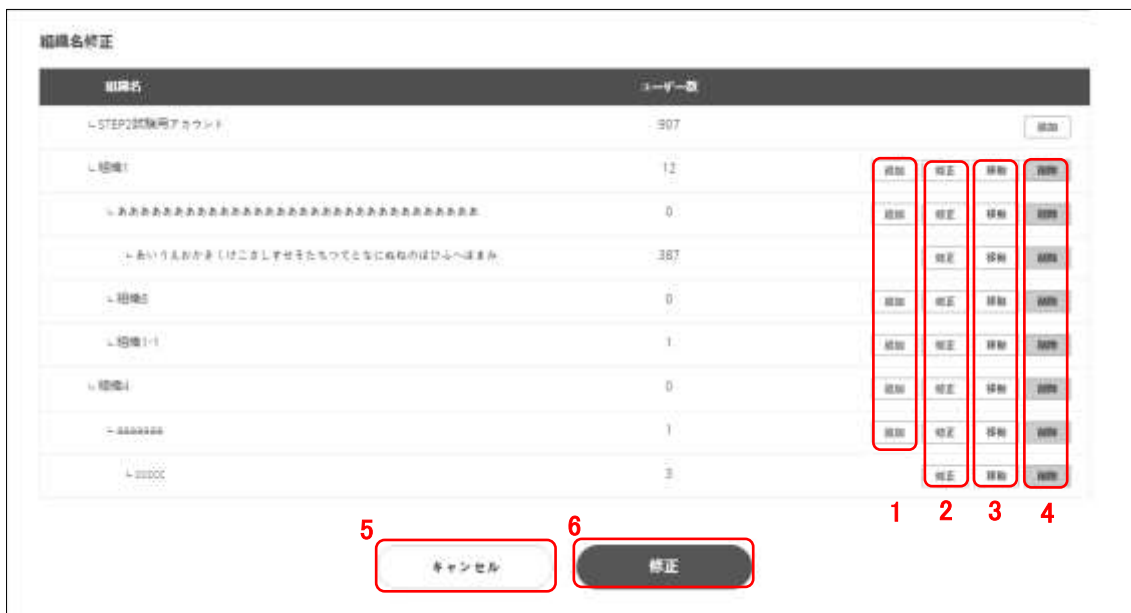 組織名修正
組織名 ユーザー数
∟STEP2試験用アカウント 907 追加
∟組織1 12 追加 修正 移動 削除
∟ああああああああああああああああああああああああああああああああ 0 追加 修正 移動 削除
∟あいうえおかきくけこさしすせそたちつてとなにぬねのはひふへほまみ 387 修正 移動 削除
∟組織5 0 追加 修正 移動 削除
∟組織1-1 1 追加 修正 移動 削除
∟組織4 0 追加 修正 移動 削除
∟aaaaaaa 1 追加 修正 移動 削除
3 修正 移動 削除
1 2 3 4
5 6
キャンセル 修正